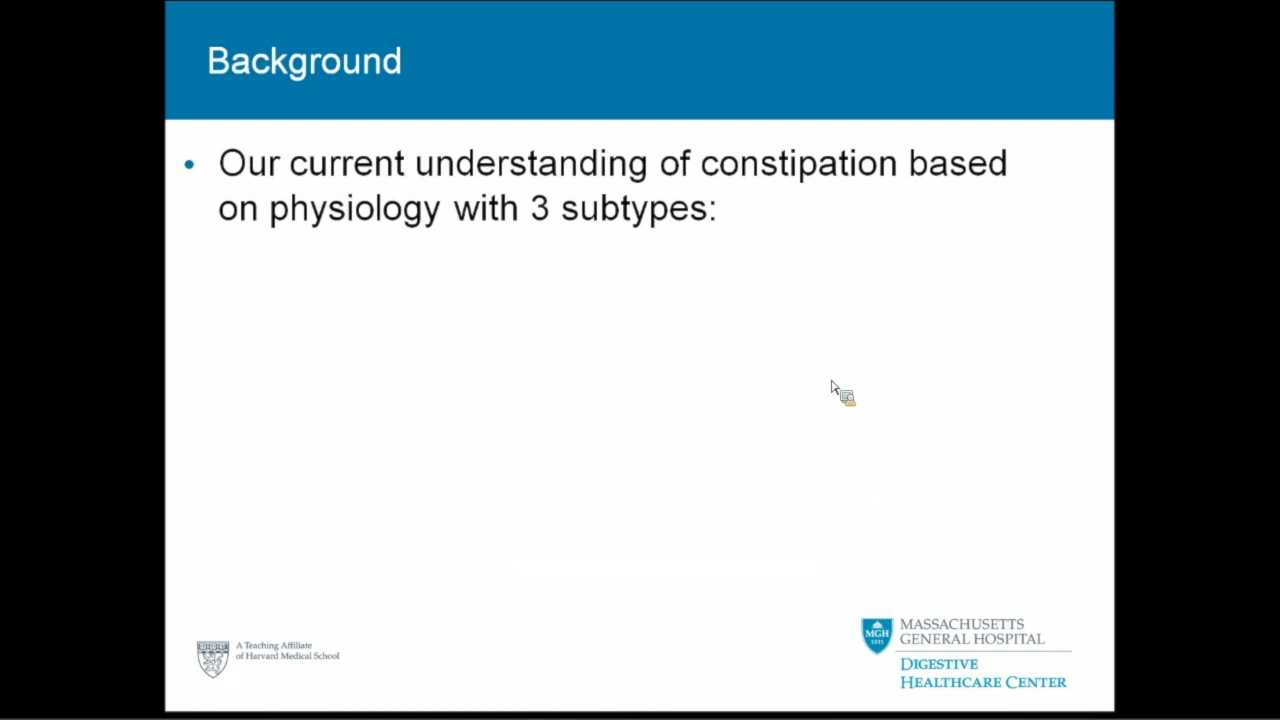 Background
• Our current understanding of constipation based
on physiology with 3 subtypes:
A Teaching Affiliate
of Harvard Medical School
MGH
1811
MASSACHUSETTS
GENERAL HOSPITAL
DIGESTIVE
HEALTHCARE CENTER